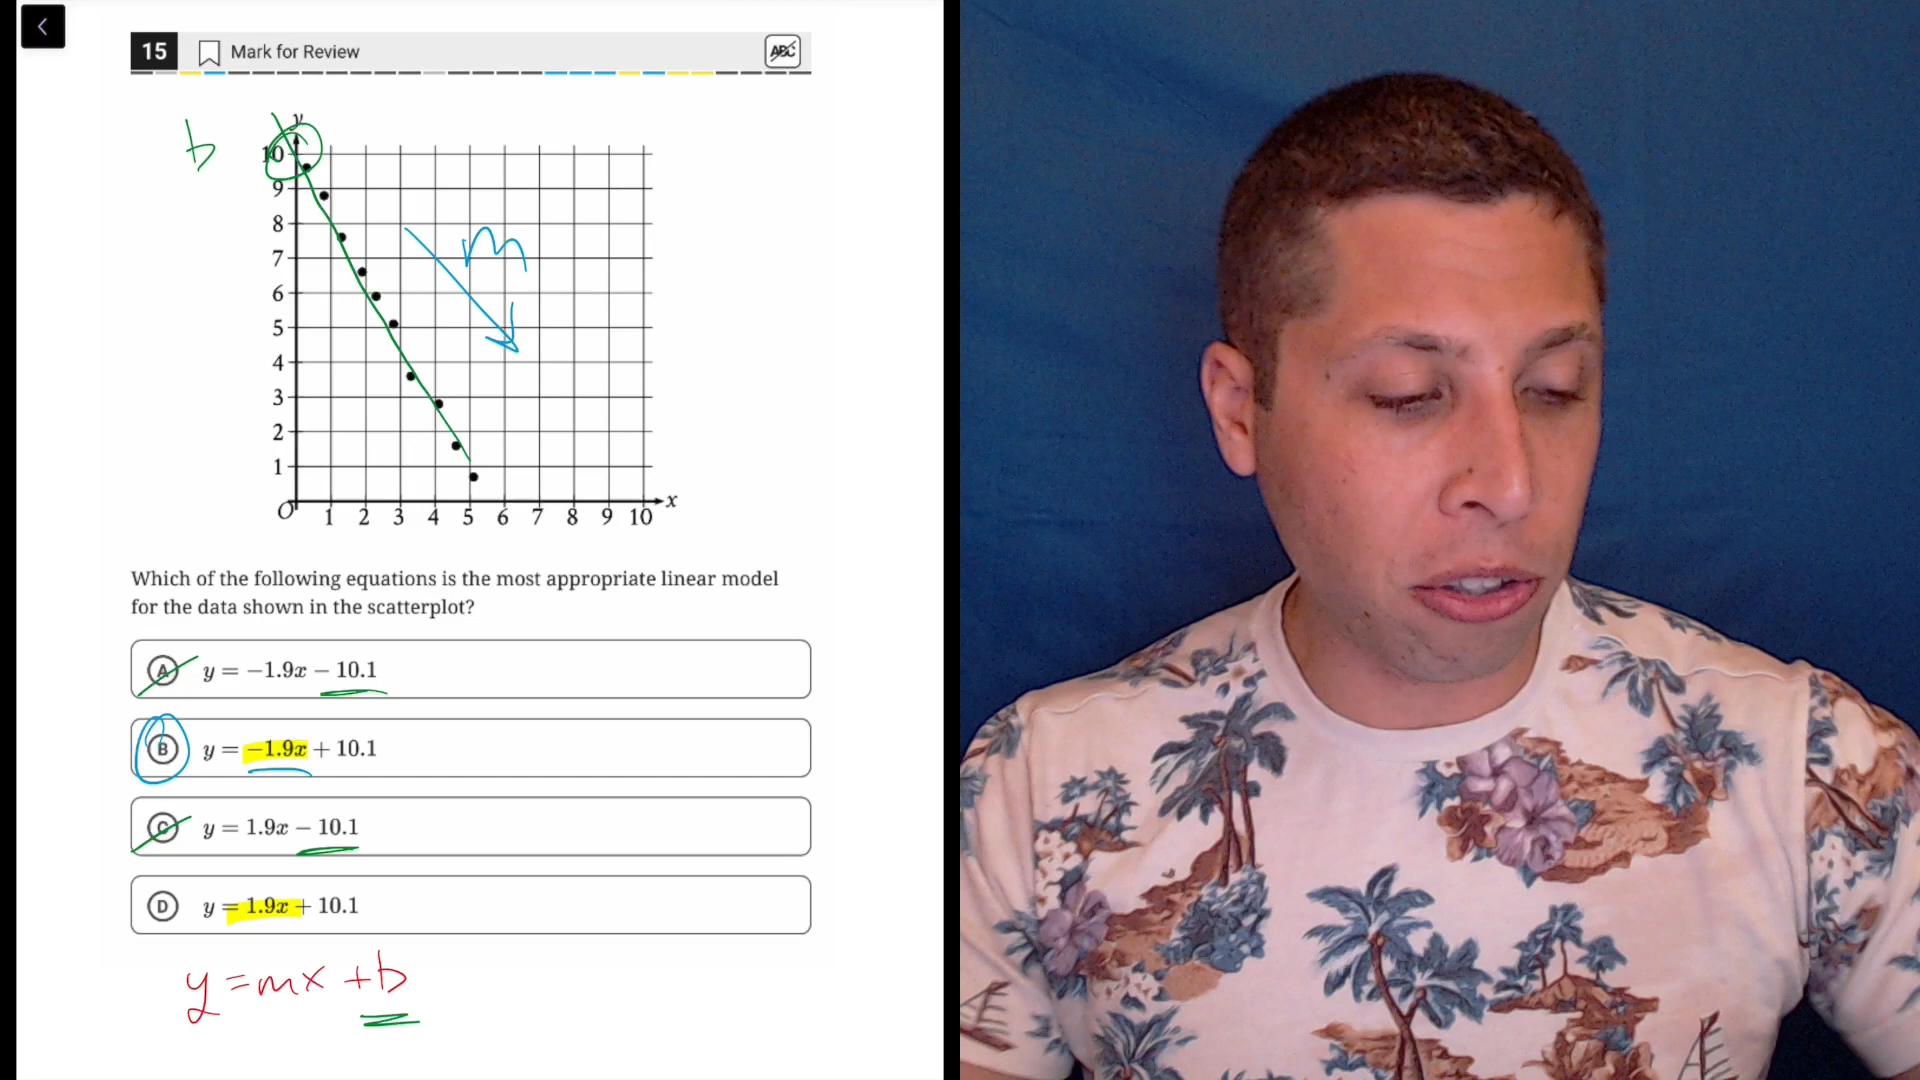 15 Mark for Review ABC
b
y
10
9
8
7
6
5
4
3
2
1
m
O 1 2 3 4 5 6 7 8 9 10 x
Which of the following equations is the most appropriate linear model
for the data shown in the scatterplot?
A y = −1.9x − 10.1
B y = −1.9x + 10.1
C y = 1.9x − 10.1
D y = 1.9x + 10.1
y = mx + b